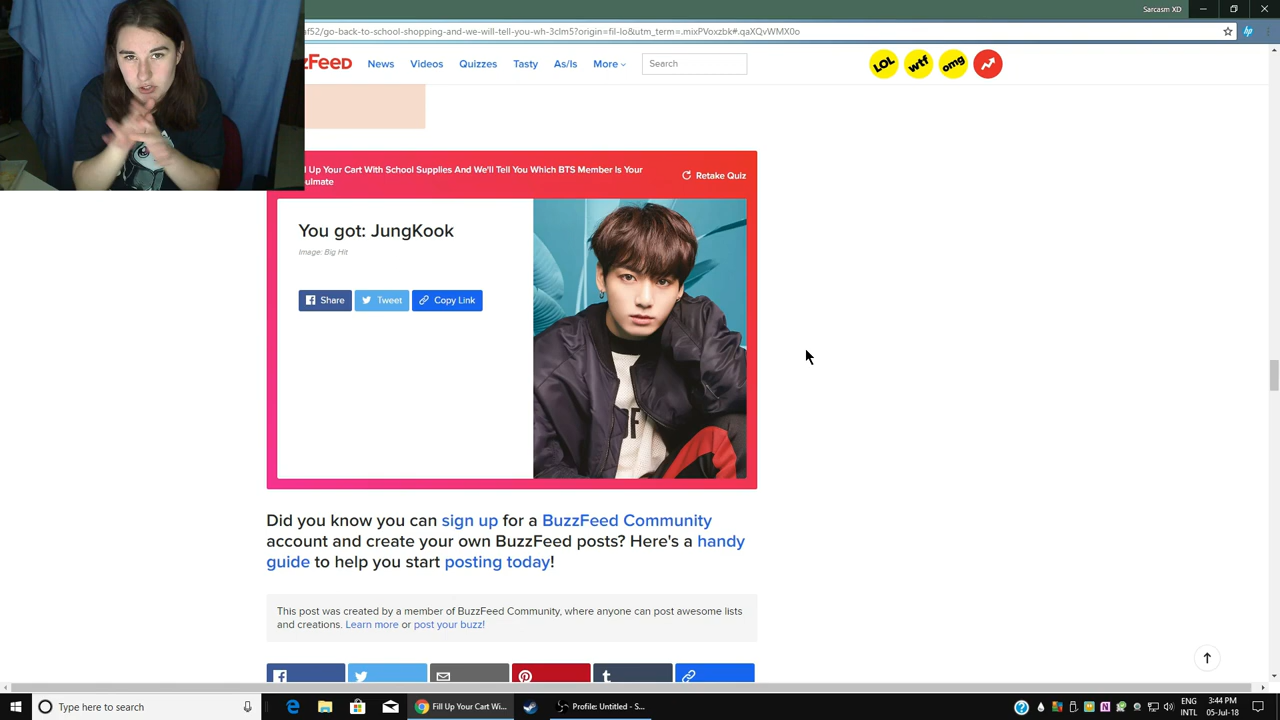 Sarcasm XD
af52/go-back-to-school-shopping-and-we-will-tell-you-wh-3clm5?origin=fil-lo&utm_term=.mixPVoxzbk#.qaXQvWMX0o
zFeed
News
Videos
Quizzes
Tasty
As/Is
More
Search
LOL
wtf
omg
l Up Your Cart With School Supplies And We'll Tell You Which BTS Member Is Your
ulmate
Retake Quiz
You got: JungKook
Image: Big Hit
Share
Tweet
Copy Link
Did you know you can sign up for a BuzzFeed Community
account and create your own BuzzFeed posts? Here's a handy
guide to help you start posting today!
This post was created by a member of BuzzFeed Community, where anyone can post awesome lists
and creations. Learn more or post your buzz!
Type here to search
Fill Up Your Cart Wi...
Profile: Untitled - S...
ENG
INTL
3:44 PM
05-Jul-18